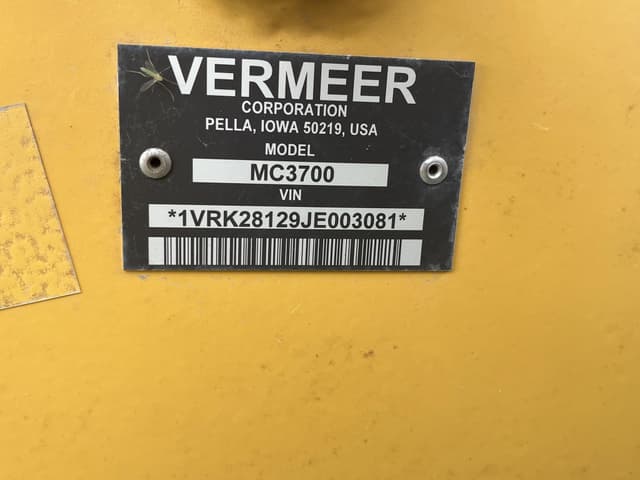 VERMEER
CORPORATION
PELLA, IOWA 50219, USA
MODEL
MC3700
VIN
*1VRK28129JE003081*